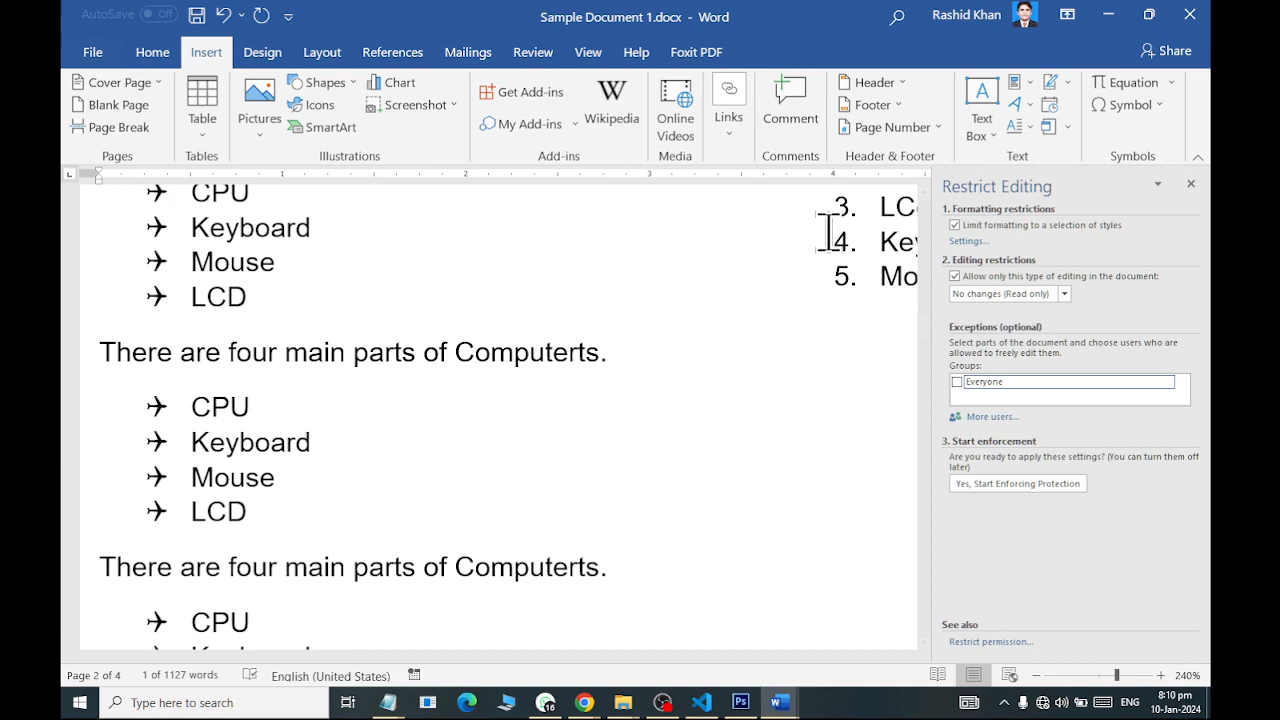 AutoSave Off
Sample Document 1.docx - Word
Rashid Khan
File Home Insert Design Layout References Mailings Review View Help Foxit PDF
Share
Cover Page
Blank Page
Page Break
Pages
Table
Tables
Pictures
Shapes
Icons
SmartArt
Chart
Screenshot
Illustrations
Get Add-ins
My Add-ins
W
Wikipedia
Add-ins
Online
Videos
Media
Links
Comment
Comments
Header
Footer
Page Number
Header & Footer
A
Text
Box
Text
Equation
Symbol
Symbols
1 2 3 4
CPU
Keyboard
Mouse
LCD
3. LC
4. Key
5. Mo
There are four main parts of Computerts.
CPU
Keyboard
Mouse
LCD
There are four main parts of Computerts.
CPU
Restrict Editing
1. Formatting restrictions
Limit formatting to a selection of styles
Settings...
2. Editing restrictions
Allow only this type of editing in the document:
No changes (Read only)
Exceptions (optional)
Select parts of the document and choose users who are
allowed to freely edit them.
Groups:
Everyone
More users...
3. Start enforcement
Are you ready to apply these settings? (You can turn them off
later)
Yes, Start Enforcing Protection
See also
Restrict permission...
Page 2 of 4 1 of 1127 words English (United States)
240%
Type here to search
16
Ps
ENG
8:10 pm
10-Jan-2024